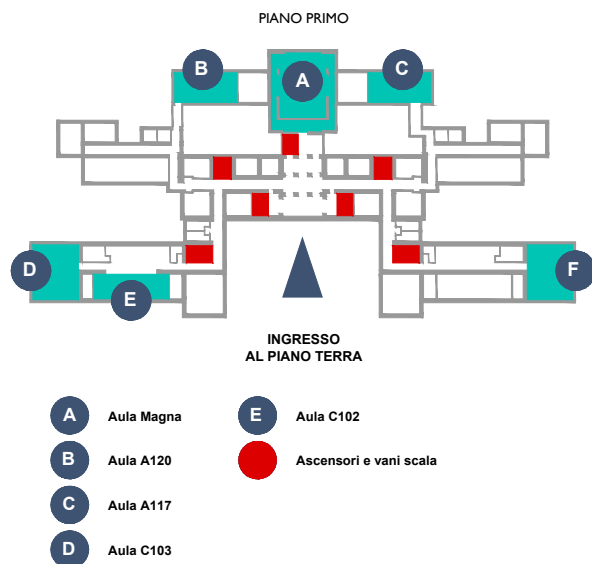 PIANO PRIMO
B
A
C
D
E
F
INGRESSO
AL PIANO TERRA
A Aula Magna
B Aula A120
C Aula A117
D Aula C103
E Aula C102
Ascensori e vani scala